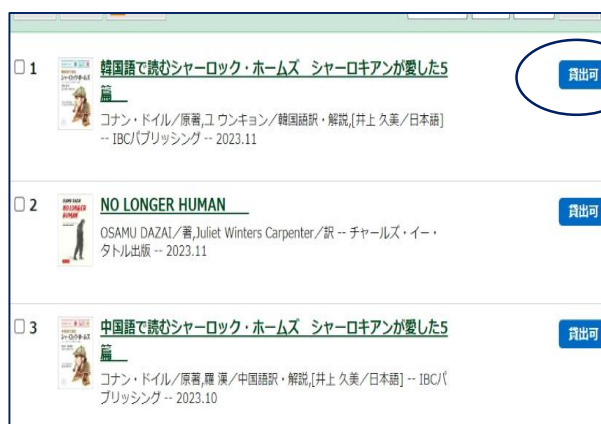 1
韓国語で読むシャーロック・ホームズ シャーロキアンが愛した5
篇
コナン・ドイル／原著,ユ ウンキョン／韓国語訳・解説,[井上 久美／日本語]
-- IBCパブリッシング -- 2023.11
貸出可
2
NO LONGER HUMAN
OSAMU DAZAI／著,Juliet Winters Carpenter／訳 -- チャールズ・イー・
タトル出版 -- 2023.11
貸出可
3
中国語で読むシャーロック・ホームズ シャーロキアンが愛した5
篇
コナン・ドイル／原著,羅 漢／中国語訳・解説,[井上 久美／日本語] -- IBCパ
ブリッシング -- 2023.10
貸出可